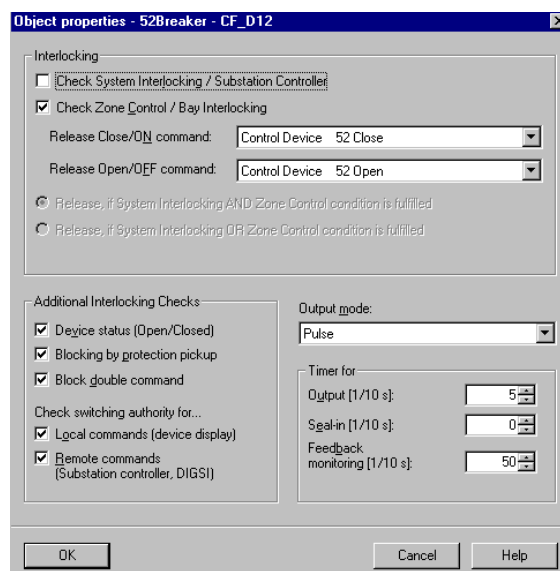 Object properties - 52Breaker - CF_D12
Interlocking
Check System Interlocking / Substation Controller
Check Zone Control / Bay Interlocking
Release Close/ON command:
Control Device 52 Close
Release Open/OFF command:
Control Device 52 Open
Release, if System Interlocking AND Zone Control condition is fulfilled
Release, if System Interlocking OR Zone Control condition is fulfilled
Additional Interlocking Checks
Device status (Open/Closed)
Blocking by protection pickup
Block double command
Check switching authority for...
Local commands (device display)
Remote commands
(Substation controller, DIGSI)
Output mode:
Pulse
Timer for
Output [1/10 s]:
5
Seal-in [1/10 s]:
0
Feedback
monitoring [1/10 s]:
50
OK
Cancel
Help